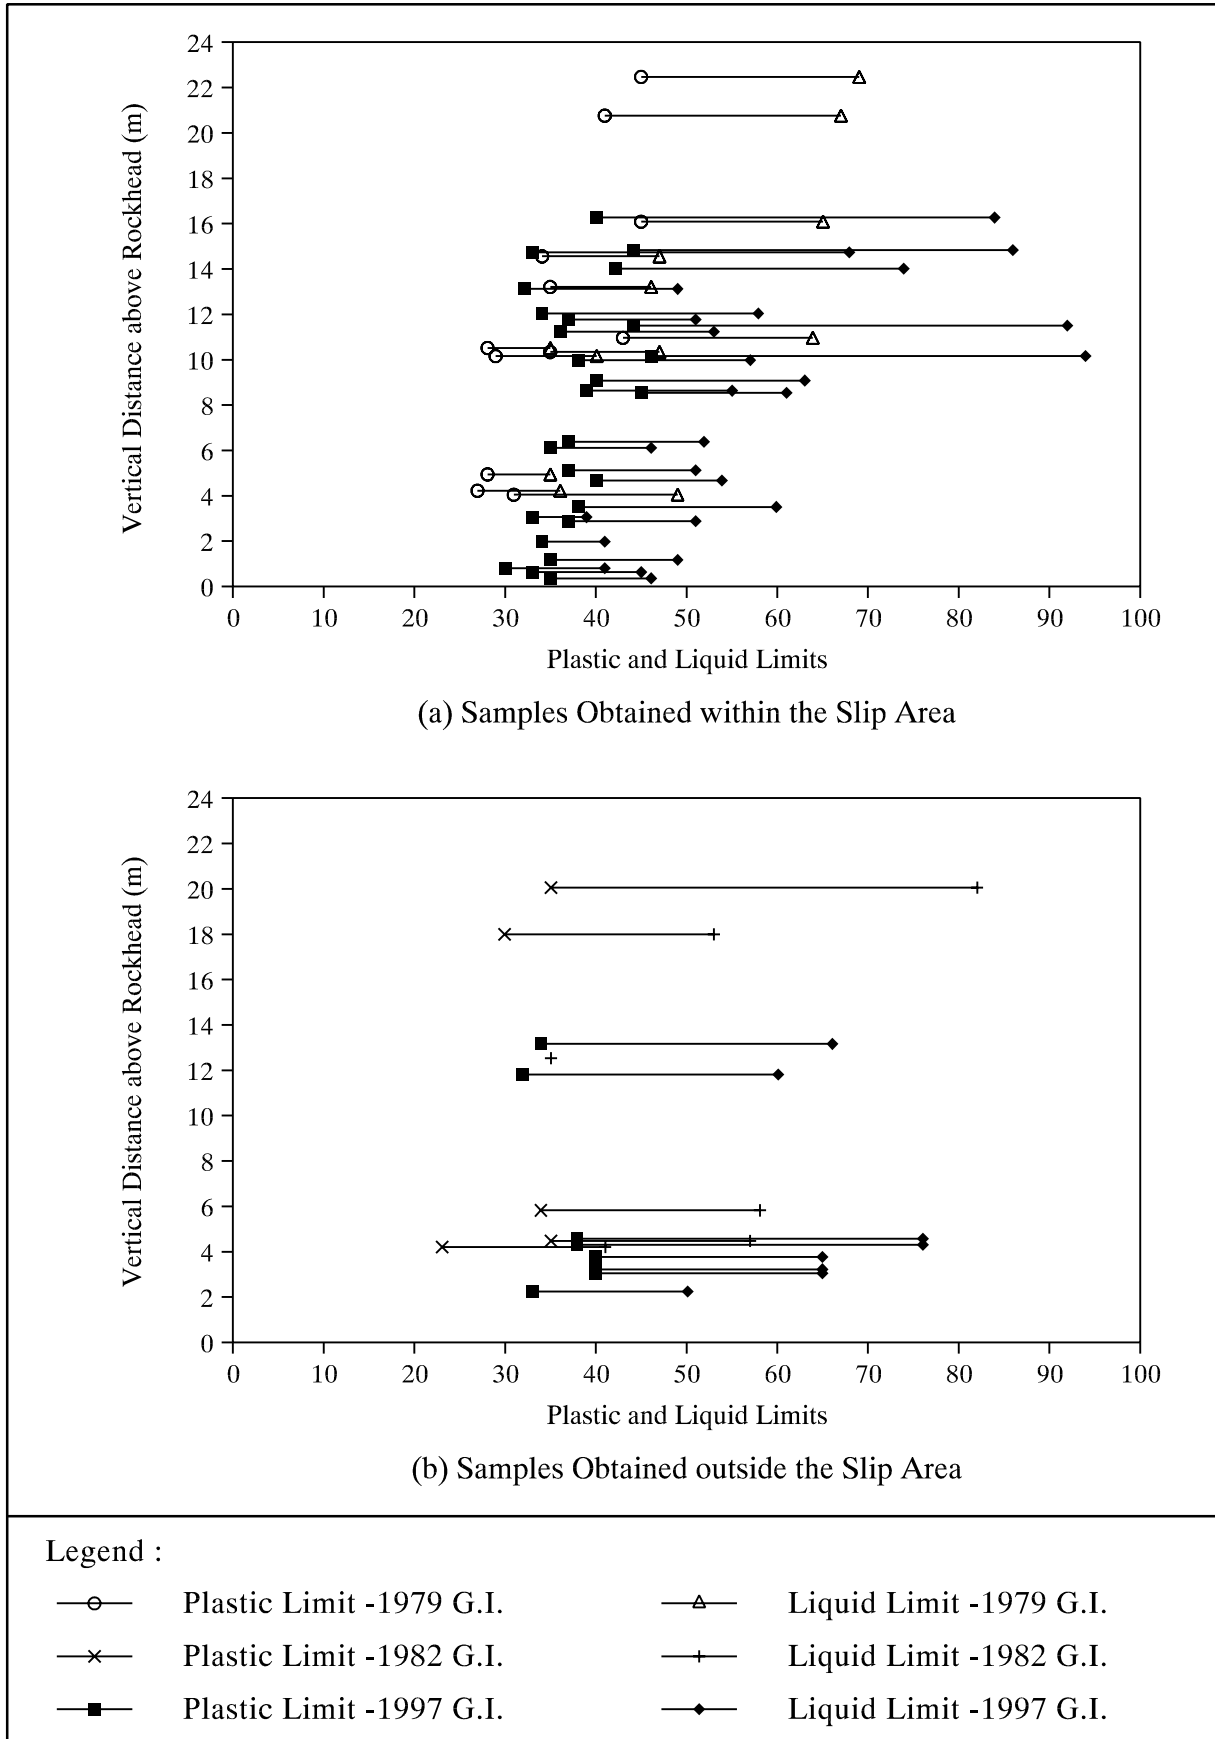 24
22
20
18
16
14
12
10
8
6
4
2
0
Vertical Distance above Rockhead (m)
0 10 20 30 40 50 60 70 80 90 100
Plastic and Liquid Limits
(a) Samples Obtained within the Slip Area
24
22
20
18
16
14
12
10
8
6
4
2
0
Vertical Distance above Rockhead (m)
0 10 20 30 40 50 60 70 80 90 100
Plastic and Liquid Limits
(b) Samples Obtained outside the Slip Area
Legend :
Plastic Limit -1979 G.I. Liquid Limit -1979 G.I.
Plastic Limit -1982 G.I. Liquid Limit -1982 G.I.
Plastic Limit -1997 G.I. Liquid Limit -1997 G.I.